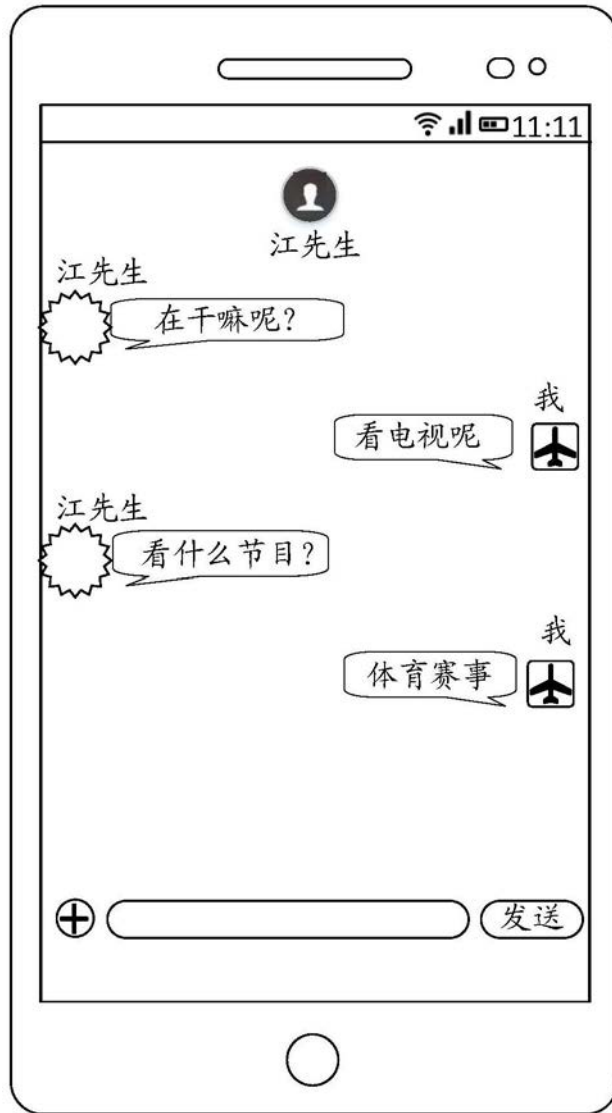 11:11
江先生
江先生
在干嘛呢?
我
看电视呢
江先生
看什么节目?
我
体育赛事
发送